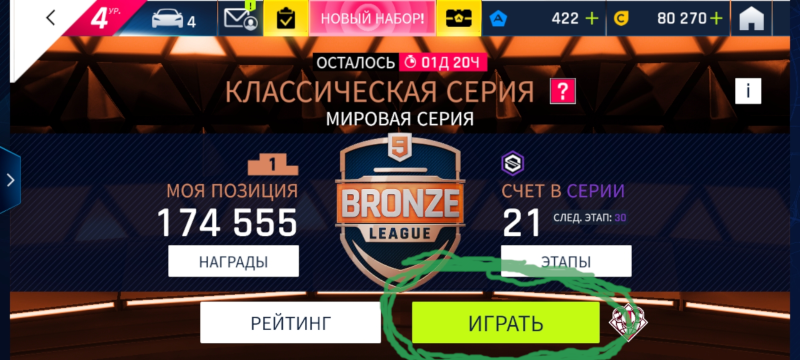 4 УР.
4
НОВЫЙ НАБОР!
422 +
80 270 +
ОСТАЛОСЬ 01Д 20Ч
КЛАССИЧЕСКАЯ СЕРИЯ ?
i
МИРОВАЯ СЕРИЯ
9
1
BRONZE
LEAGUE
МОЯ ПОЗИЦИЯ
174 555
НАГРАДЫ
СЧЕТ В СЕРИИ
21 СЛЕД. ЭТАП: 30
ЭТАПЫ
РЕЙТИНГ
ИГРАТЬ